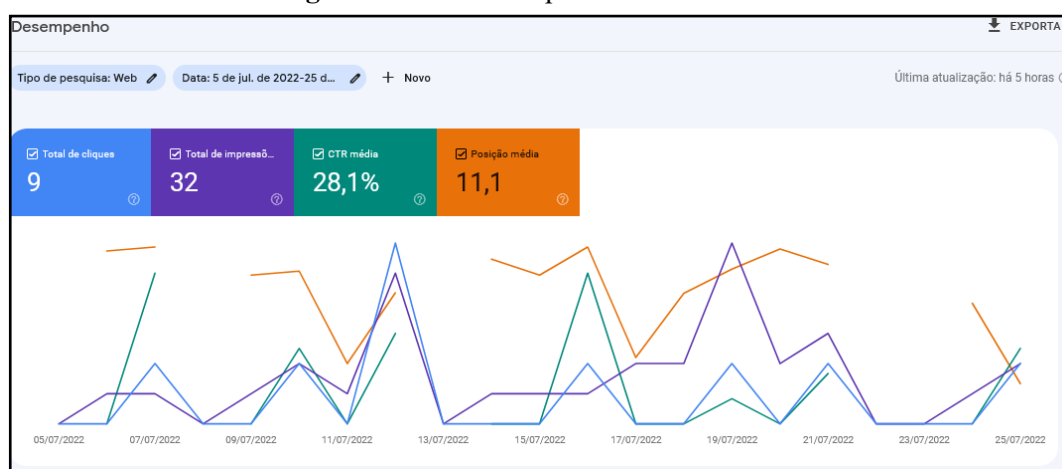 Desempenho
EXPORTA
Tipo de pesquisa: Web
Data: 5 de jul. de 2022-25 d...
+ Novo
Última atualização: há 5 horas
Total de cliques
9
Total de impressõ...
32
CTR média
28,1%
Posição média
11,1
05/07/2022
07/07/2022
09/07/2022
11/07/2022
13/07/2022
15/07/2022
17/07/2022
19/07/2022
21/07/2022
23/07/2022
25/07/2022